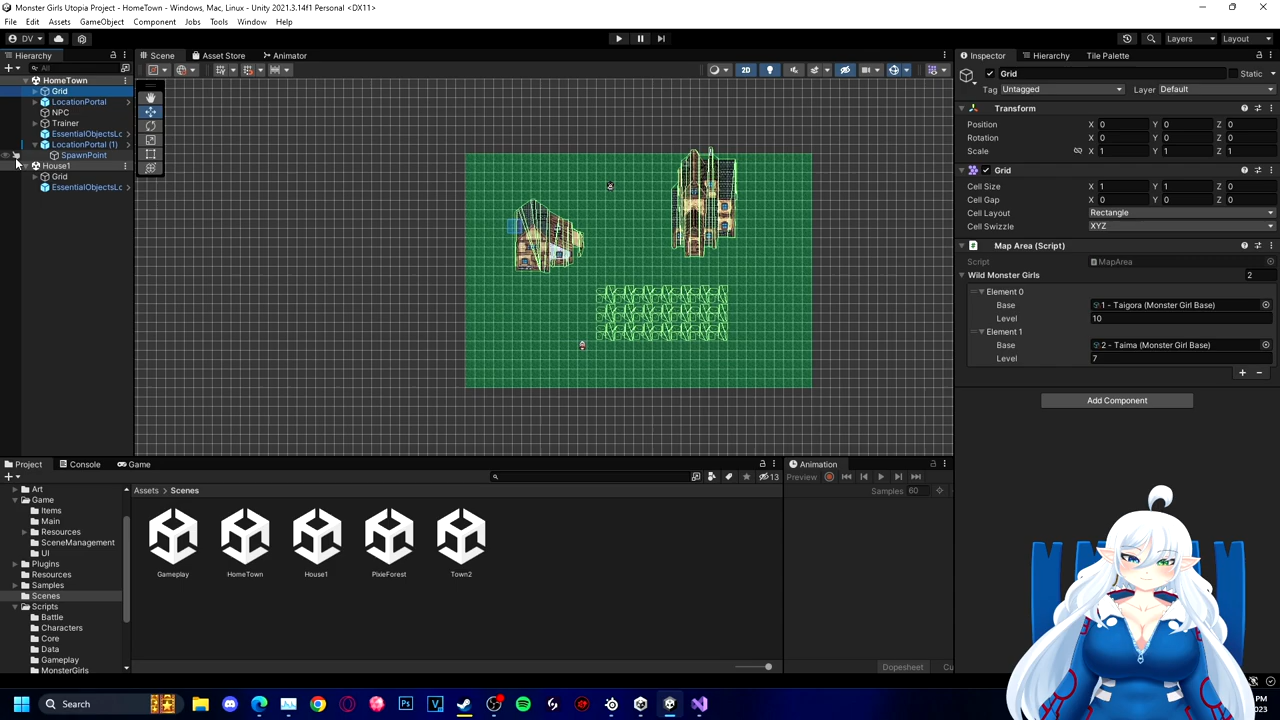 Monster Girls Utopia Project - HomeTown - Windows, Mac, Linux - Unity 2021.3.14f1 Personal <DX11>
File Edit Assets GameObject Component Jobs Tools Window Help
DV Layers Layout
Hierarchy Scene Asset Store Animator Inspector Hierarchy Tile Palette
All 2D
HomeTown
Grid
LocationPortal
NPC
Trainer
EssentialObjectsLo
LocationPortal (1)
SpawnPoint
House1
Grid
EssentialObjectsLo
Grid Static
Tag Untagged Layer Default
Transform
Position X 0 Y 0 Z 0
Rotation X 0 Y 0 Z 0
Scale X 1 Y 1 Z 1
Grid
Cell Size X 1 Y 1 Z 0
Cell Gap X 0 Y 0 Z 0
Cell Layout Rectangle
Cell Swizzle XYZ
Map Area (Script)
Script MapArea
Wild Monster Girls 2
Element 0
Base 1 - Taigora (Monster Girl Base)
Level 10
Element 1
Base 2 - Taima (Monster Girl Base)
Level 7
Add Component
Project Console Game
13
Assets > Scenes
Art
Game
Items
Main
Resources
SceneManagement
UI
Plugins
Resources
Samples
Scenes
Scripts
Battle
Characters
Core
Data
Gameplay
MonsterGirls
Gameplay HomeTown House1 PixieForest Town2
Animation
Preview
Samples 60
Dopesheet Cu
Search